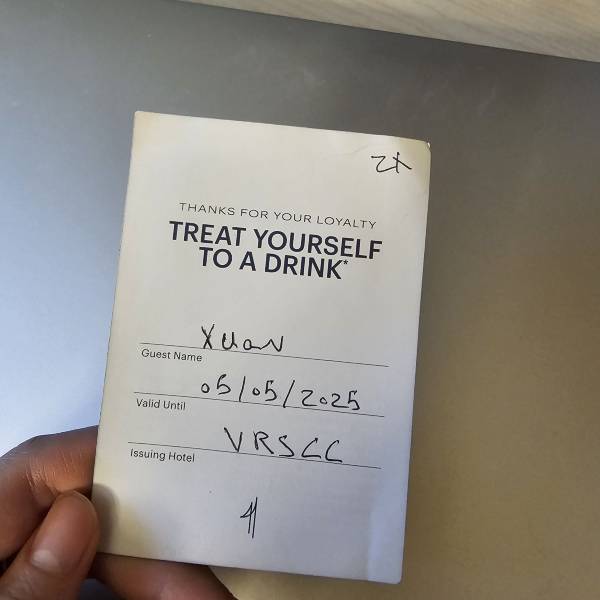 THANKS FOR YOUR LOYALTY
TREAT YOURSELF
TO A DRINK*
Xuan
Guest Name
05/05/2025
Valid Until
VRSCC
Issuing Hotel